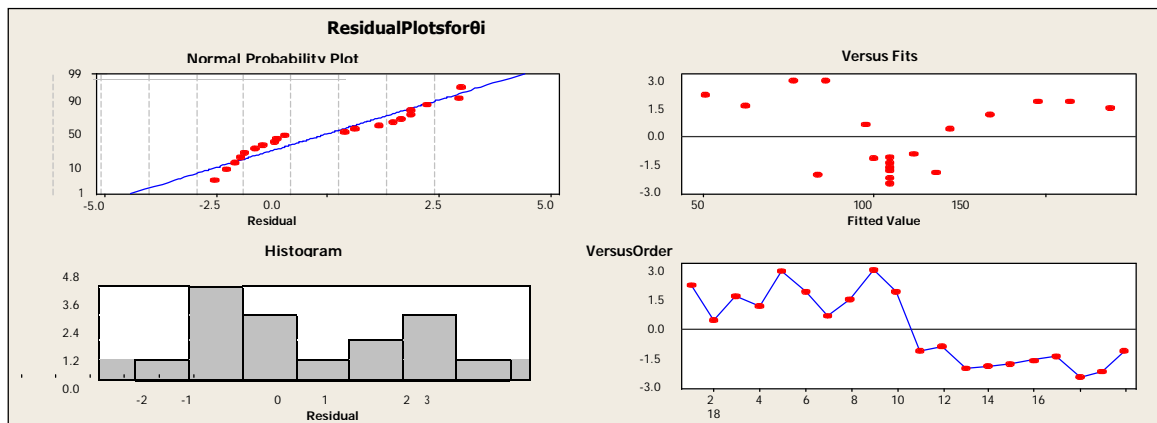 ResidualPlotsforθi
Normal Probability Plot
99
90
50
10
1
-5.0 -2.5 0.0 2.5 5.0
Residual
Versus Fits
3.0
1.5
0.0
-1.5
-3.0
50 100 150
Fitted Value
Histogram
4.8
3.6
2.4
1.2
0.0
-2 -1 0 1 2 3
Residual
VersusOrder
3.0
1.5
0.0
-1.5
-3.0
2 4 6 8 10 12 14 16
18